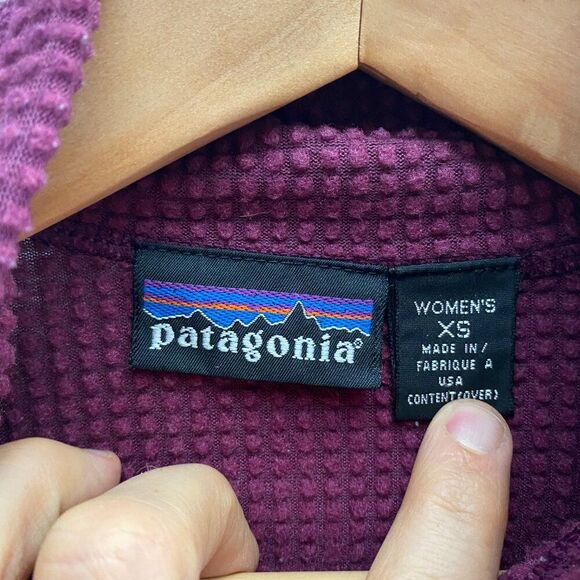 patagonia®
WOMEN'S
XS
MADE IN/
FABRIQUE A
USA
CONTENT(OVER)